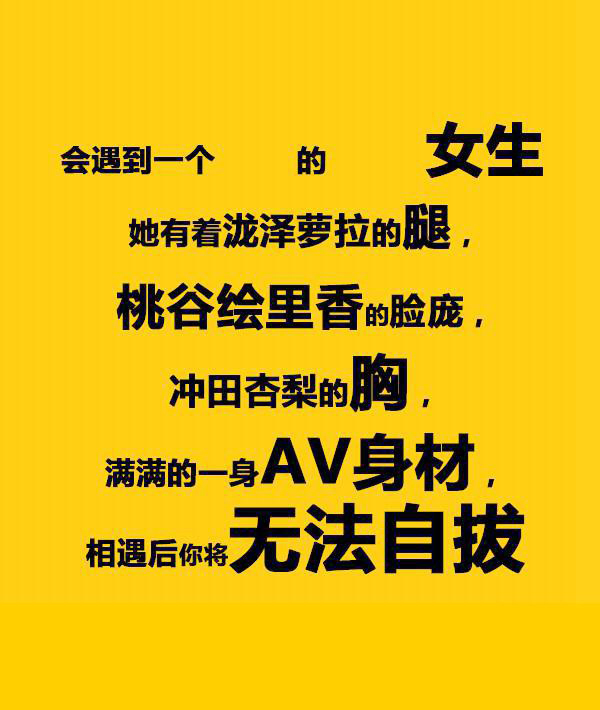 会遇到一个 的 女生
她有着泷泽萝拉的腿，
桃谷绘里香的脸庞，
冲田杏梨的胸，
满满的一身AV身材，
相遇后你将无法自拔